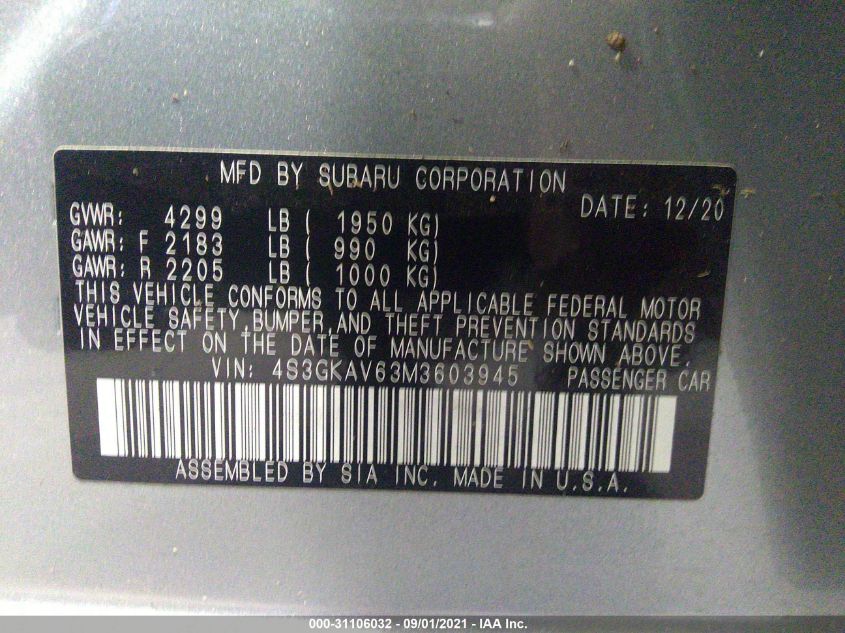 MFD BY SUBARU CORPORATION
DATE: 12/20
GVWR: 4299 LB ( 1950 KG)
GAWR: F 2183 LB ( 990 KG)
GAWR: R 2205 LB ( 1000 KG)
THIS VEHICLE CONFORMS TO ALL APPLICABLE FEDERAL MOTOR
VEHICLE SAFETY, BUMPER, AND THEFT PREVENTION STANDARDS
IN EFFECT ON THE DATE OF MANUFACTURE SHOWN ABOVE.
VIN: 4S3GKAV63M3603945 PASSENGER CAR
ASSEMBLED BY SIA INC. MADE IN U.S.A.
000-31106032 - 09/01/2021 - IAA Inc.